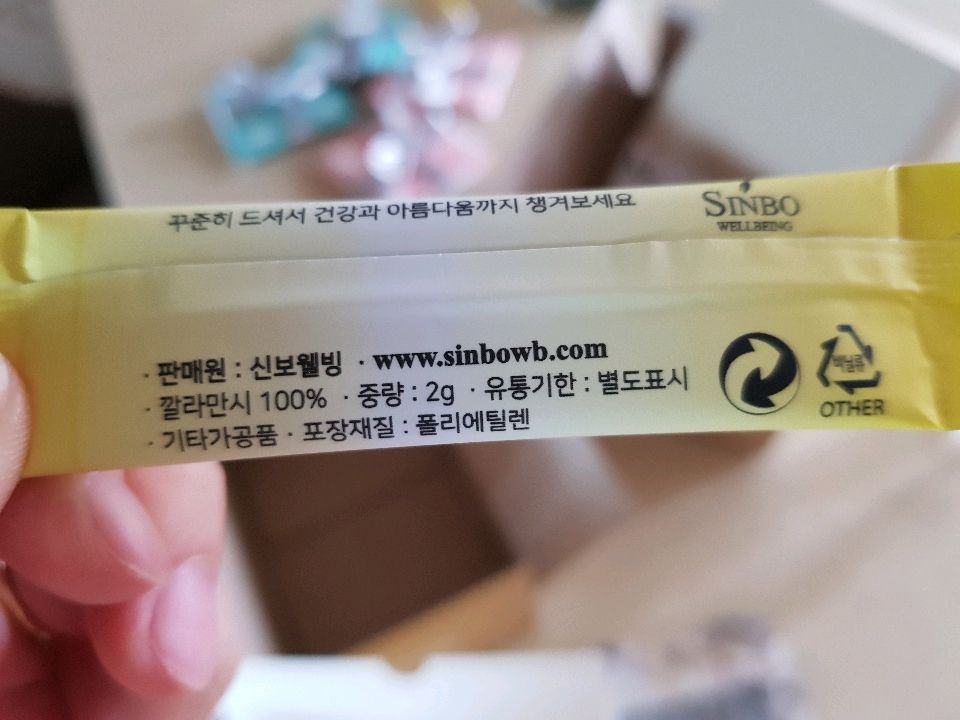 꾸준히 드셔서 건강과 아름다움까지 챙겨보세요
SINBO
WELLBEING
· 판매원 : 신보웰빙 · www.sinbowb.com
· 깔라만시 100% · 중량 : 2g · 유통기한 : 별도표시
· 기타가공품 · 포장재질 : 폴리에틸렌
비닐류
OTHER